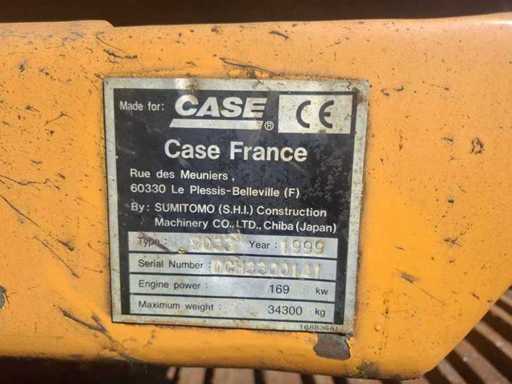 Made for: CASE ® CE
Case France
Rue des Meuniers,
60330 Le Plessis-Belleville (F)
By: SUMITOMO (S.H.I.) Construction
Machinery CO., LTD., Chiba (Japan)
Type: Year: 1999
Serial Number:
Engine power: 169 kw
Maximum weight: 34300 kg